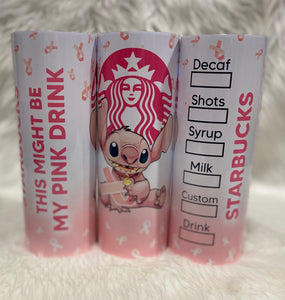 THIS MIGHT BE
MY PINK DRINK
Decaf
Shots
Syrup
Milk
Custom
Drink
STARBUCKS